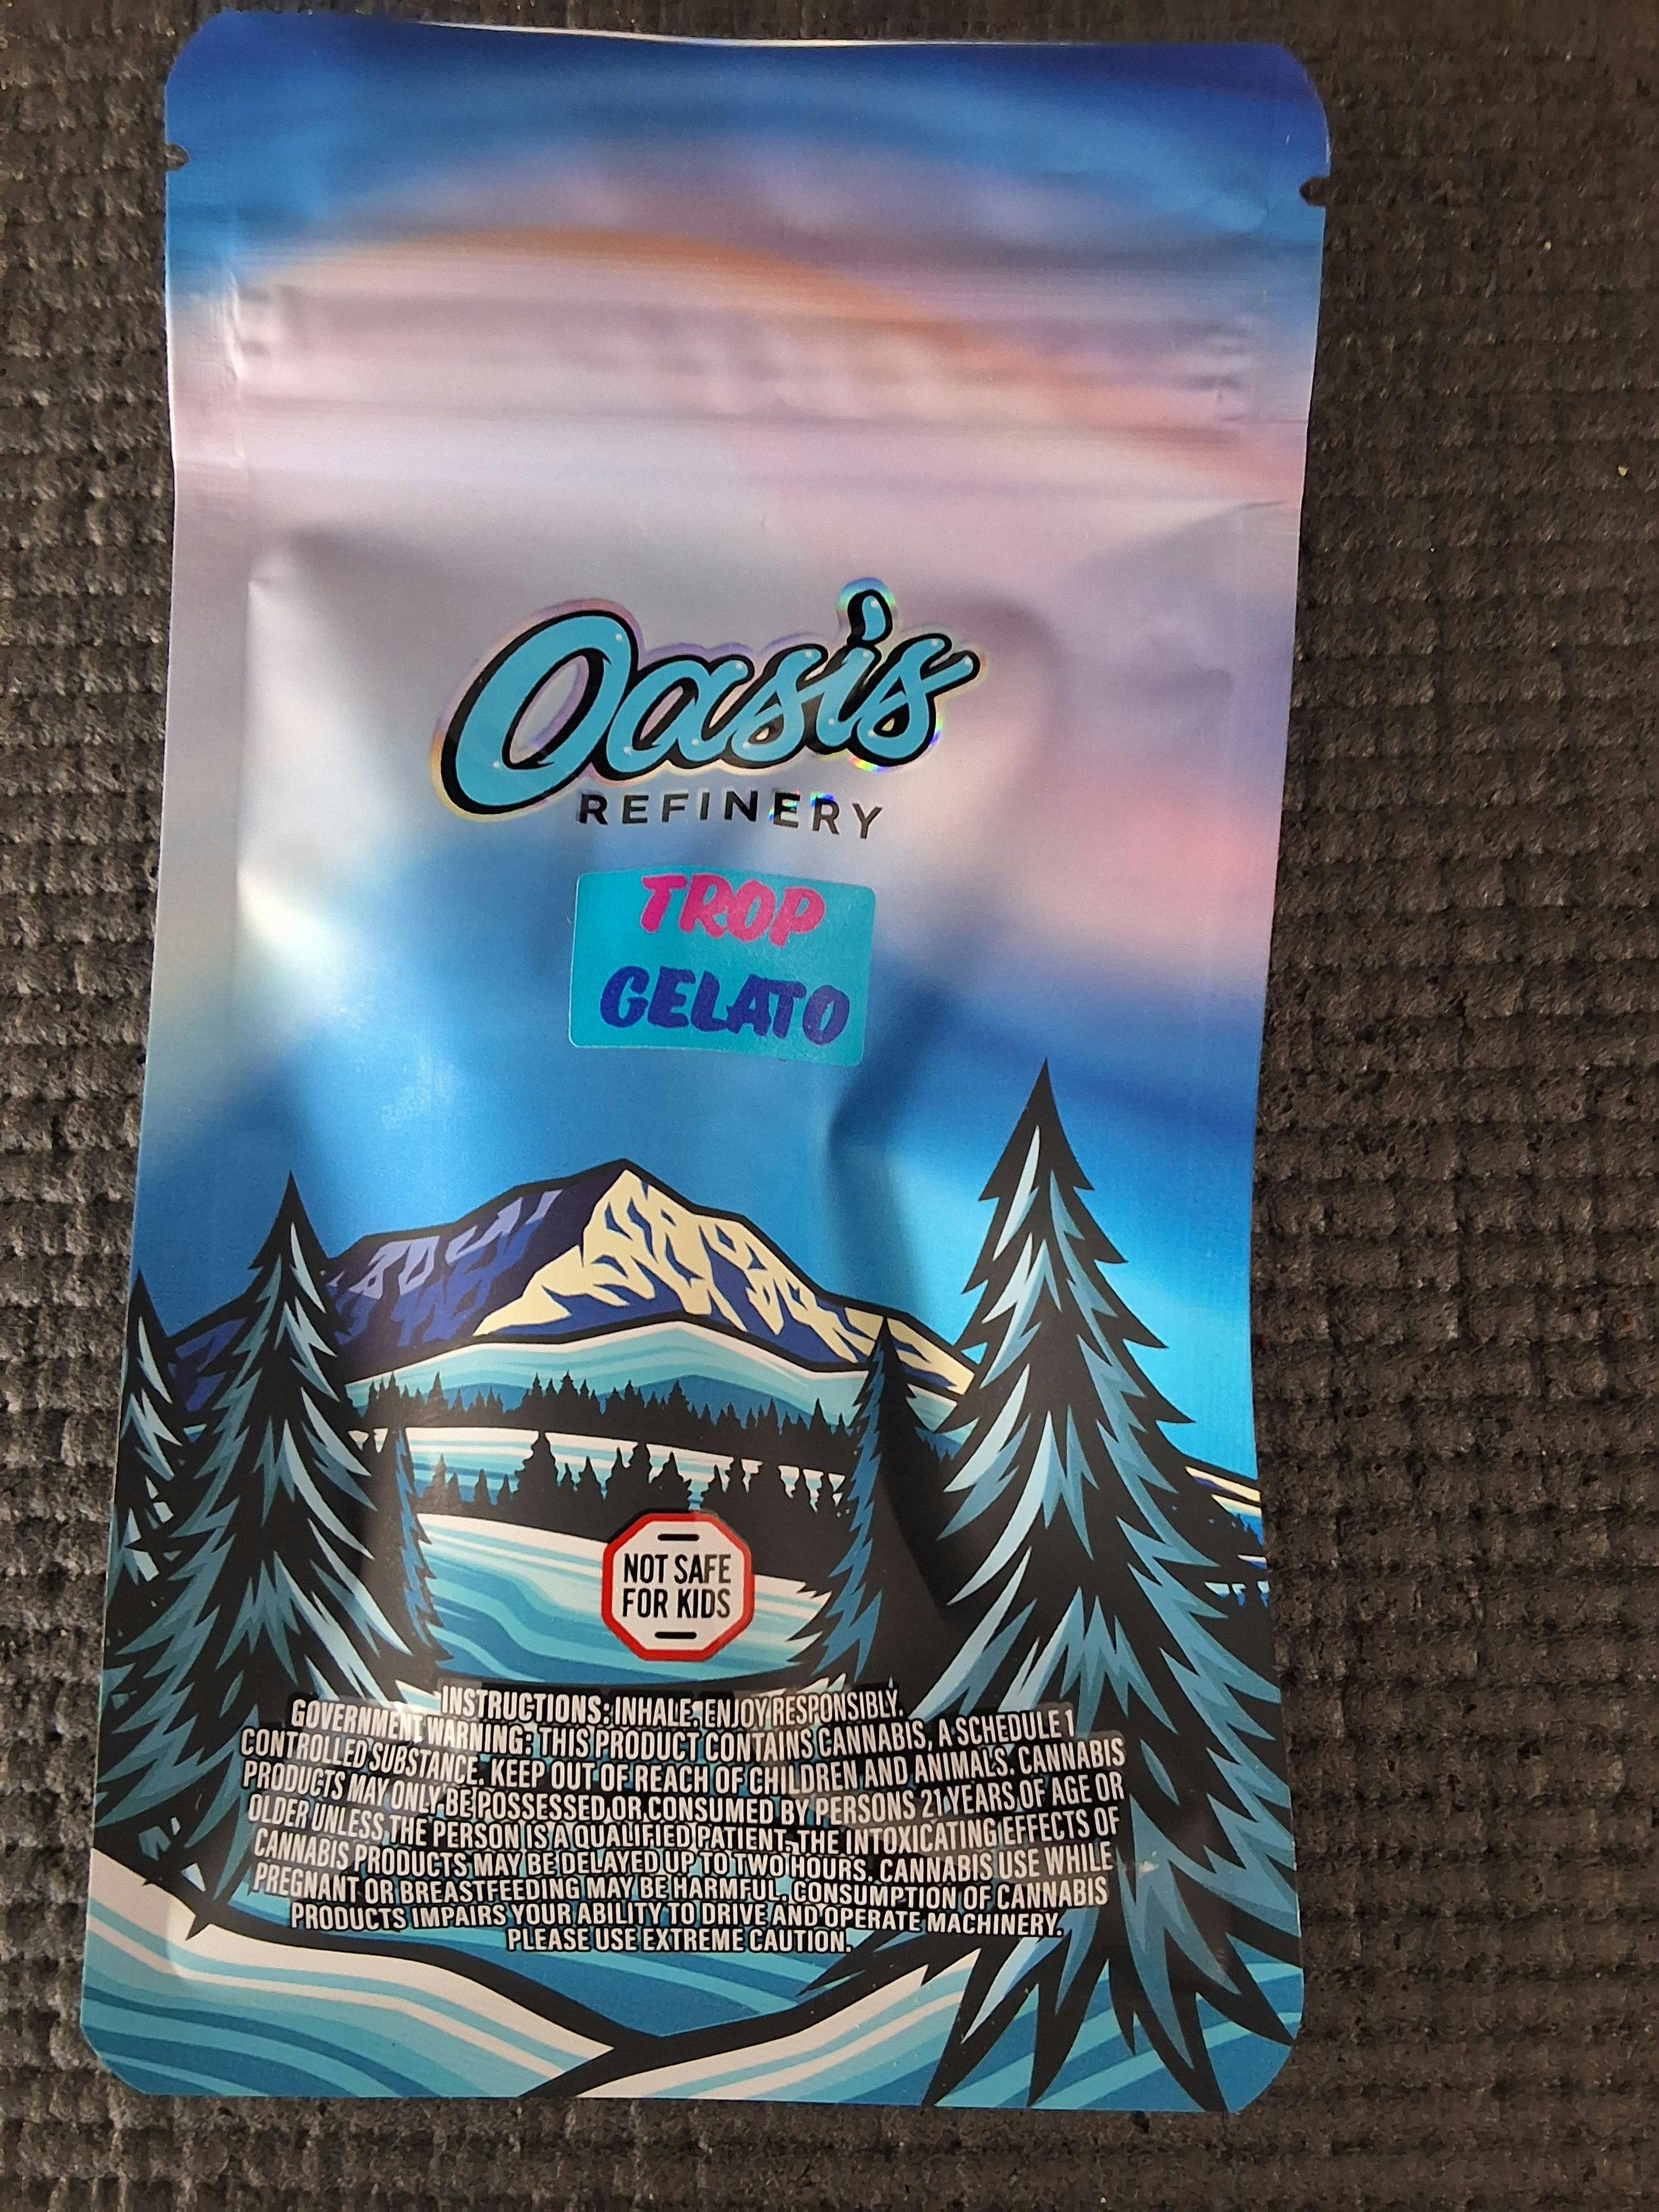 Oasis
REFINERY
TROP
GELATO
NOT SAFE
FOR KIDS
INSTRUCTIONS: INHALE. ENJOY RESPONSIBLY.
GOVERNMENT WARNING: THIS PRODUCT CONTAINS CANNABIS, A SCHEDULE 1
CONTROLLED SUBSTANCE. KEEP OUT OF REACH OF CHILDREN AND ANIMALS. CANNABIS
PRODUCTS MAY ONLY BE POSSESSED OR CONSUMED BY PERSONS 21 YEARS OF AGE OR
OLDER UNLESS THE PERSON IS A QUALIFIED PATIENT. THE INTOXICATING EFFECTS OF
CANNABIS PRODUCTS MAY BE DELAYED UP TO TWO HOURS. CANNABIS USE WHILE
PREGNANT OR BREASTFEEDING MAY BE HARMFUL. CONSUMPTION OF CANNABIS
PRODUCTS IMPAIRS YOUR ABILITY TO DRIVE AND OPERATE MACHINERY.
PLEASE USE EXTREME CAUTION.